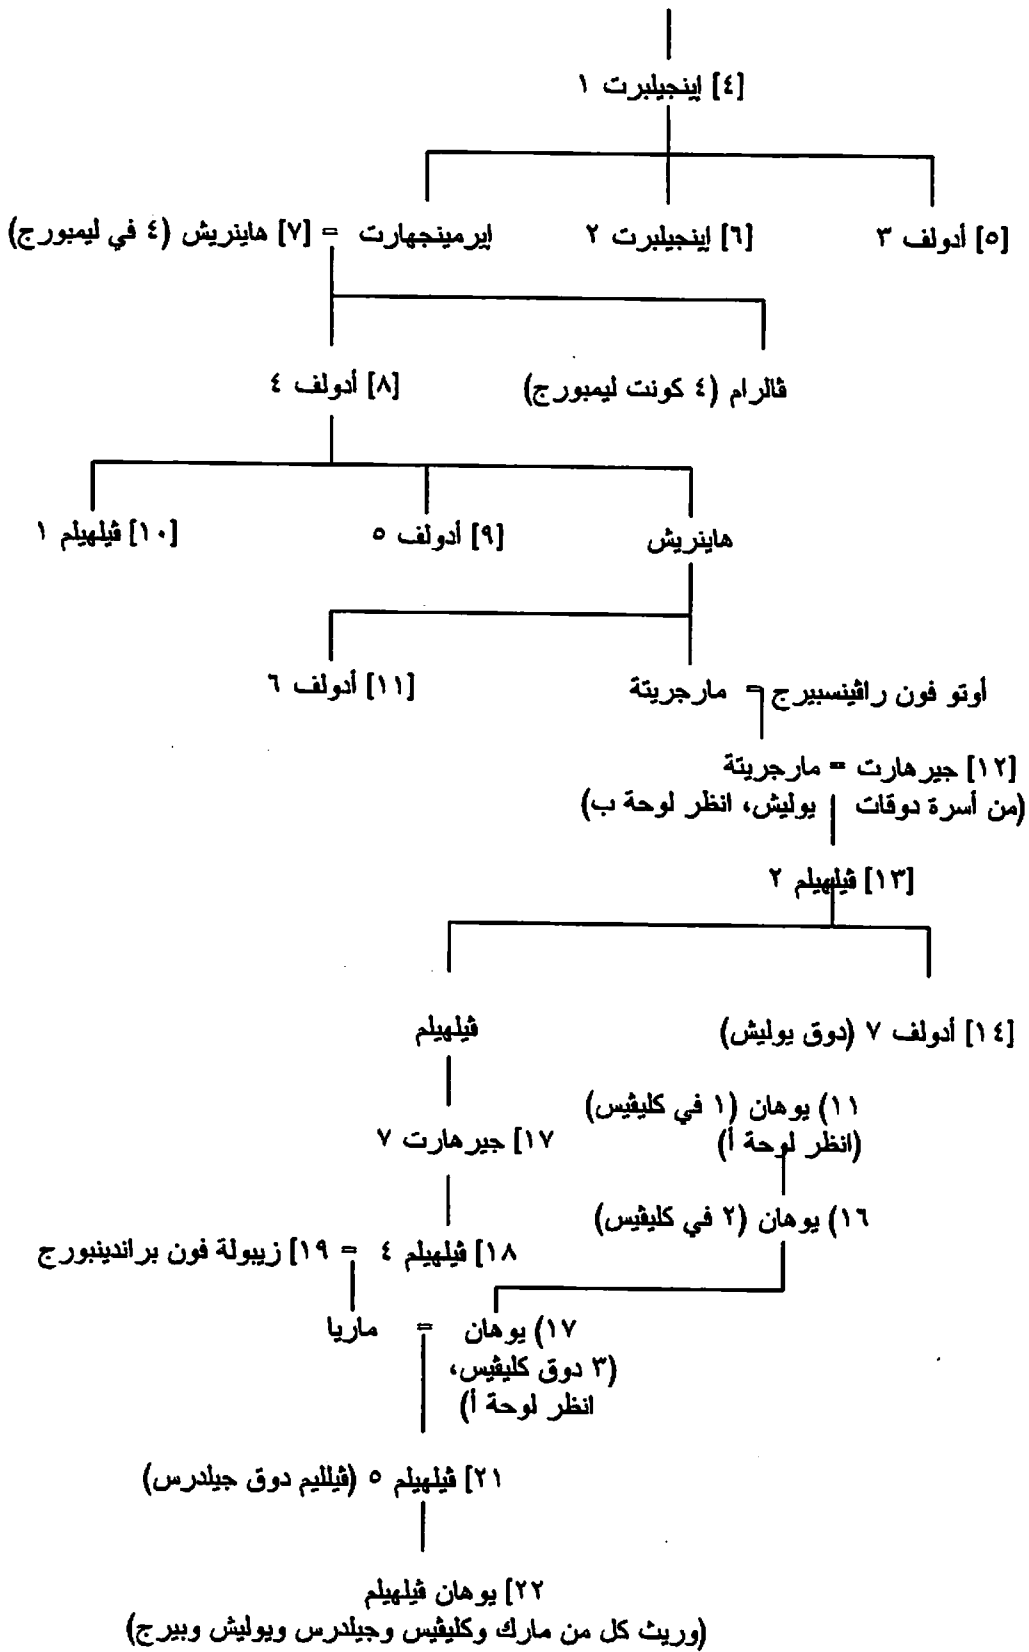 [٤] إينجيلبرت ١
[٥] أدولف ٣ [٦] إينجيلبرت ٢ إيرمينجهارت = [٧] هاينريش (٤ في ليمبورج)
ڤالرام (٤ كونت ليمبورج) [٨] أدولف ٤
هاينريش [٩] أدولف ٥ [١٠] ڤيلهيلم ١
أوتو فون راڤينسبيرج = مارجريتة [١١] أدولف ٦
[١٢] جيرهارت = مارجريتة
(من أسرة دوقات يوليش، انظر لوحة ب)
[١٣] ڤيلهيلم ٢
[١٤] أدولف ٧ (دوق يوليش) ڤيلهيلم
١١) يوهان (١ في كليڤيس)
(انظر لوحة أ) ١٧] جيرهارت ٧
١٦) يوهان (٢ في كليڤيس)
١٨] ڤيلهيلم ٤ = ١٩] زيبولة فون براندينبورج
١٧) يوهان = ماريا
(٣ دوق كليڤيس،
انظر لوحة أ)
٢١] ڤيلهيلم ٥ (ڤيلليم دوق جيلدرس)
٢٢] يوهان ڤيلهيلم
(وريث كل من مارك وكليڤيس وجيلدرس ويوليش وبيرج)